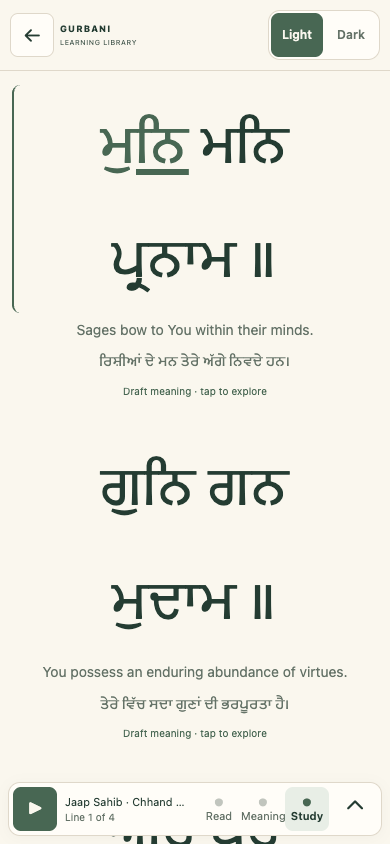 GURBANI
LEARNING LIBRARY
Light Dark
ਮੁਨਿ ਮਨਿ
ਪ੍ਰਨਾਮ ॥
Sages bow to You within their minds.
ਰਿਸ਼ੀਆਂ ਦੇ ਮਨ ਤੇਰੇ ਅੱਗੇ ਨਿਵਦੇ ਹਨ।
Draft meaning · tap to explore
ਗੁਨਿ ਗਨ
ਮੁਦਾਮ ॥
You possess an enduring abundance of virtues.
ਤੇਰੇ ਵਿੱਚ ਸਦਾ ਗੁਣਾਂ ਦੀ ਭਰਪੂਰਤਾ ਹੈ।
Draft meaning · tap to explore
Jaap Sahib · Chhand ...
Line 1 of 4
Read Meaning Study